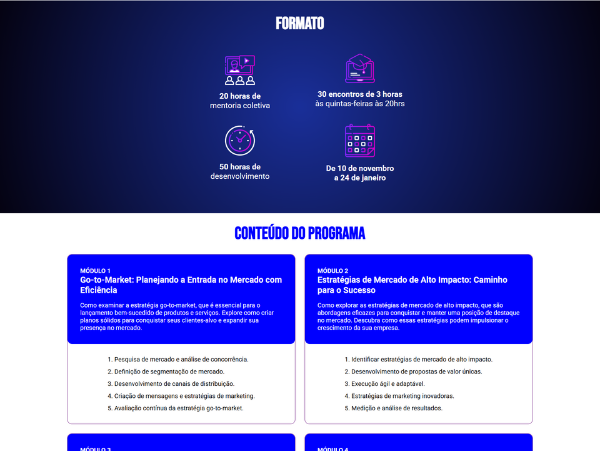 FORMATO
20 horas de
mentoria coletiva
30 encontros de 3 horas
às quintas-feiras às 20hrs
50 horas de
desenvolvimento
De 10 de novembro
a 24 de janeiro
CONTEÚDO DO PROGRAMA
MÓDULO 1
Go-to-Market: Planejando a Entrada no Mercado com
Eficiência
Como examinar a estratégia go-to-market, que é essencial para o
lançamento bem-sucedido de produtos e serviços. Explore como criar
planos sólidos para conquistar seus clientes-alvo e expandir sua
presença no mercado.
1. Pesquisa de mercado e análise de concorrência.
2. Definição de segmentação de mercado.
3. Desenvolvimento de canais de distribuição.
4. Criação de mensagens e estratégias de marketing.
5. Avaliação contínua da estratégia go-to-market.
MÓDULO 2
Estratégias de Mercado de Alto Impacto: Caminho
para o Sucesso
Como explorar as estratégias de mercado de alto impacto, que são
abordagens eficazes para conquistar e manter uma posição de destaque
no mercado. Descubra como essas estratégias podem impulsionar o
crescimento da sua empresa.
1. Identificar estratégias de mercado de alto impacto.
2. Desenvolvimento de propostas de valor únicas.
3. Execução ágil e adaptável.
4. Estratégias de marketing inovadoras.
5. Medição e análise de resultados.
MÓDULO 3
MÓDULO 4